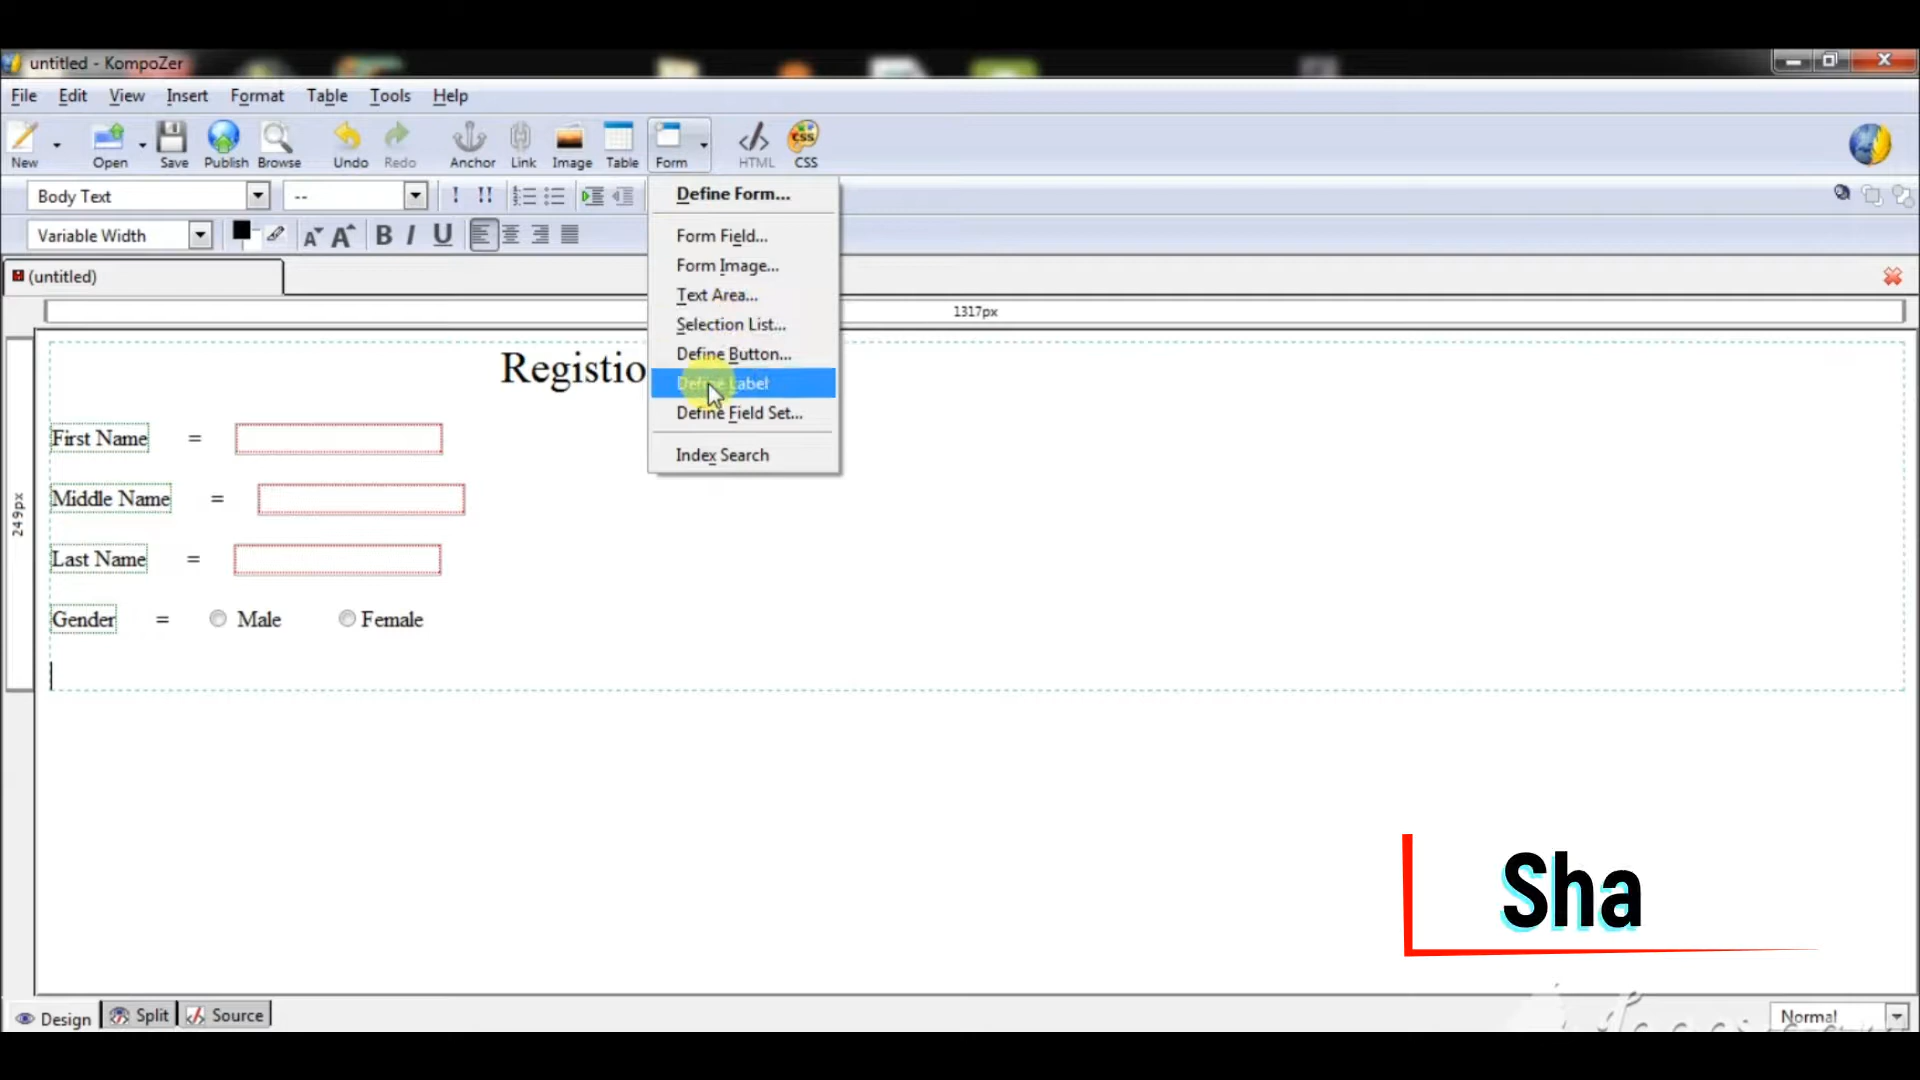 untitled - KompoZer
File Edit View Insert Format Table Tools Help
New Open Save Publish Browse Undo Redo Anchor Link Image Table Form HTML CSS
Body Text --
Variable Width B I U
(untitled)
1317px
249px
Define Form...
Form Field...
Form Image...
Text Area...
Selection List...
Define Button...
Define Label
Define Field Set...
Index Search
Registio
First Name =
Middle Name =
Last Name =
Gender = Male Female
Sha
Design Split Source Normal